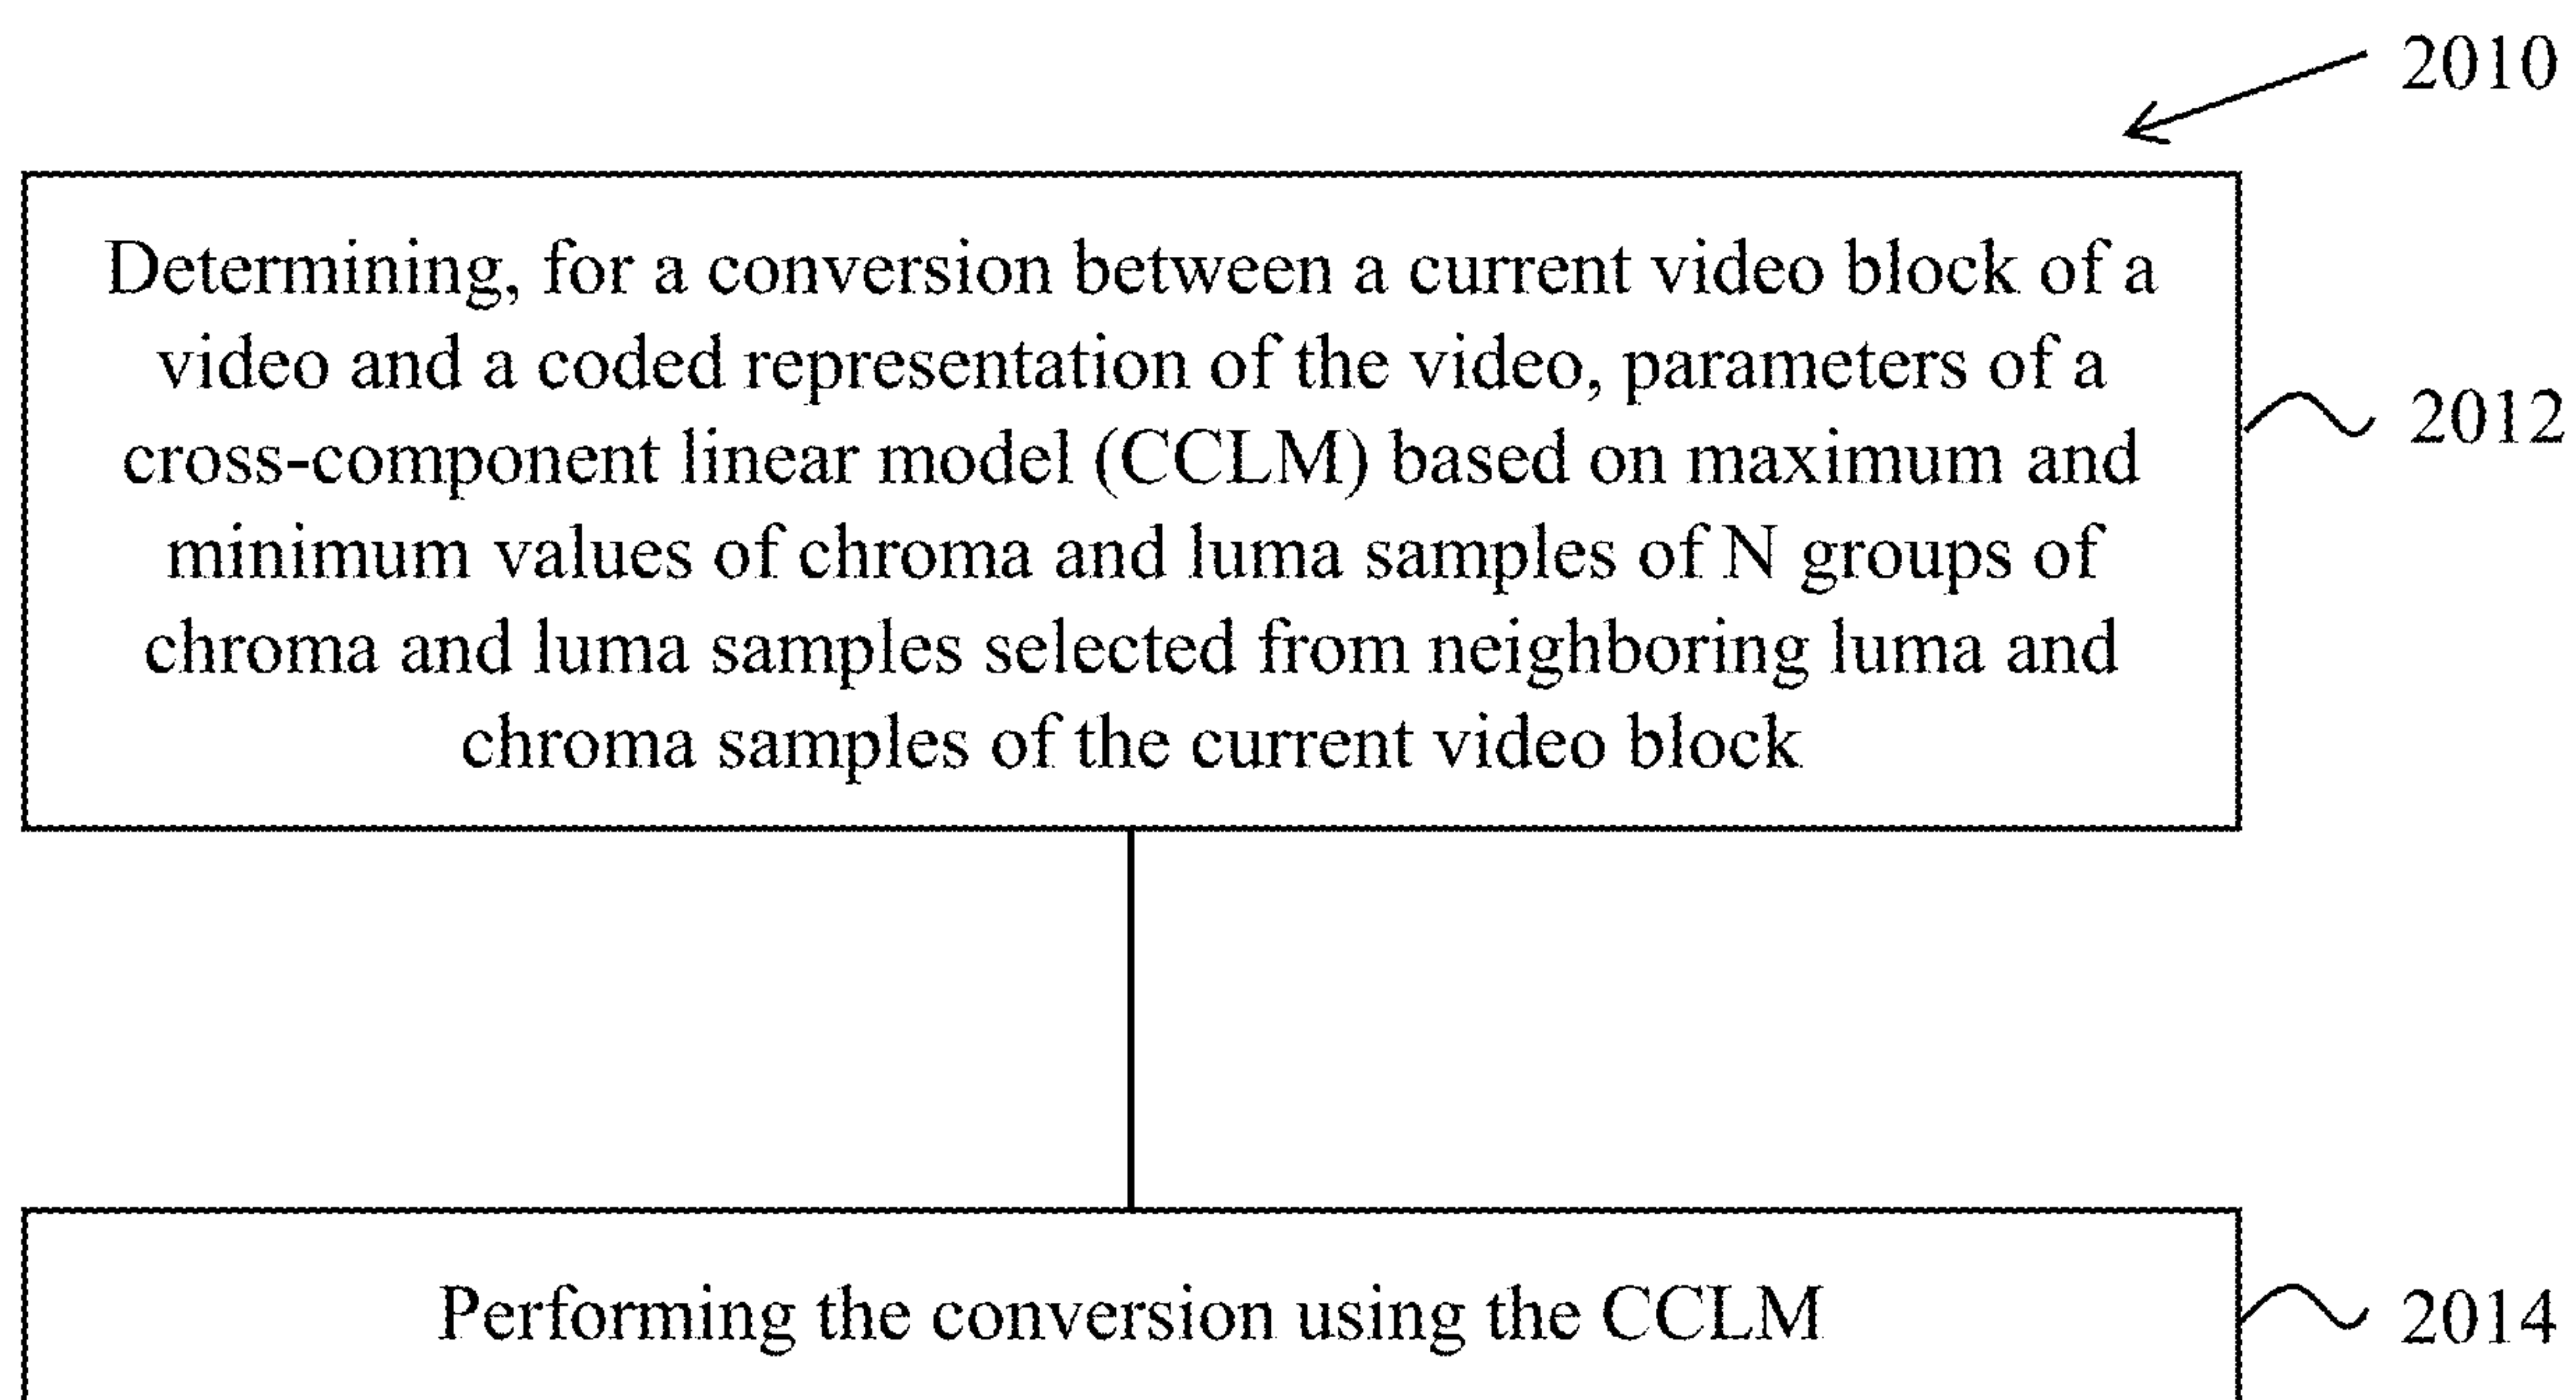 2010
Determining, for a conversion between a current video block of a
video and a coded representation of the video, parameters of a
cross-component linear model (CCLM) based on maximum and
minimum values of chroma and luma samples of N groups of
chroma and luma samples selected from neighboring luma and
chroma samples of the current video block
2012
Performing the conversion using the CCLM
2014